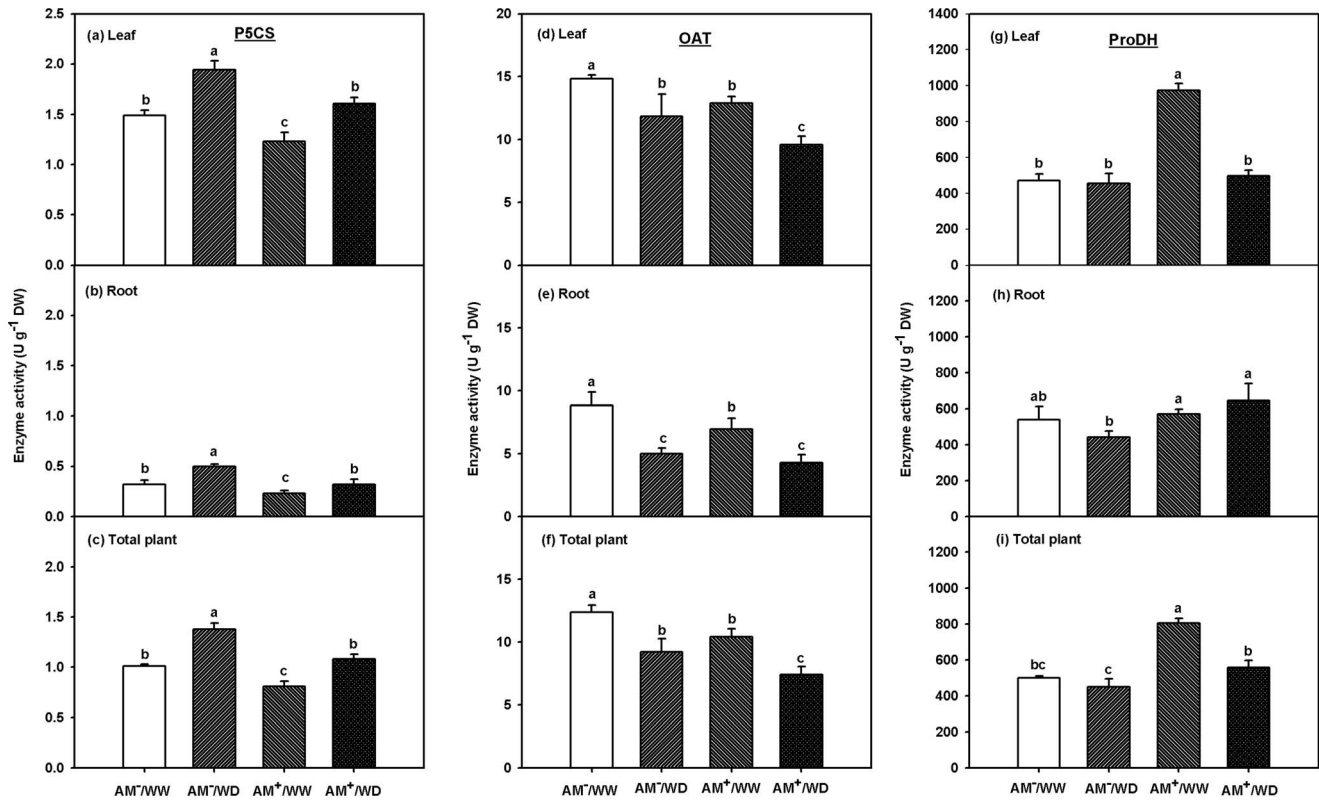 (a) Leaf
P5CS
b
a
c
b
2.5
2.0
1.5
1.0
0.5
0.0
(b) Root
b
a
c
b
2.0
1.5
1.0
0.5
0.0
(c) Total plant
b
a
c
b
2.0
1.5
1.0
0.5
0.0
Enzyme activity (U g⁻¹ DW)
AM⁻/WW AM⁻/WD AM⁺/WW AM⁺/WD
(d) Leaf
OAT
a
b
b
c
20
15
10
5
0
(e) Root
a
c
b
c
15
10
5
0
(f) Total plant
a
b
b
c
15
10
5
0
Enzyme activity (U g⁻¹ DW)
AM⁻/WW AM⁻/WD AM⁺/WW AM⁺/WD
(g) Leaf
ProDH
b
b
a
b
1400
1200
1000
800
600
400
200
0
(h) Root
ab
b
a
a
1200
1000
800
600
400
200
0
(i) Total plant
bc
c
a
b
1200
1000
800
600
400
200
0
Enzyme activity (U g⁻¹ DW)
AM⁻/WW AM⁻/WD AM⁺/WW AM⁺/WD